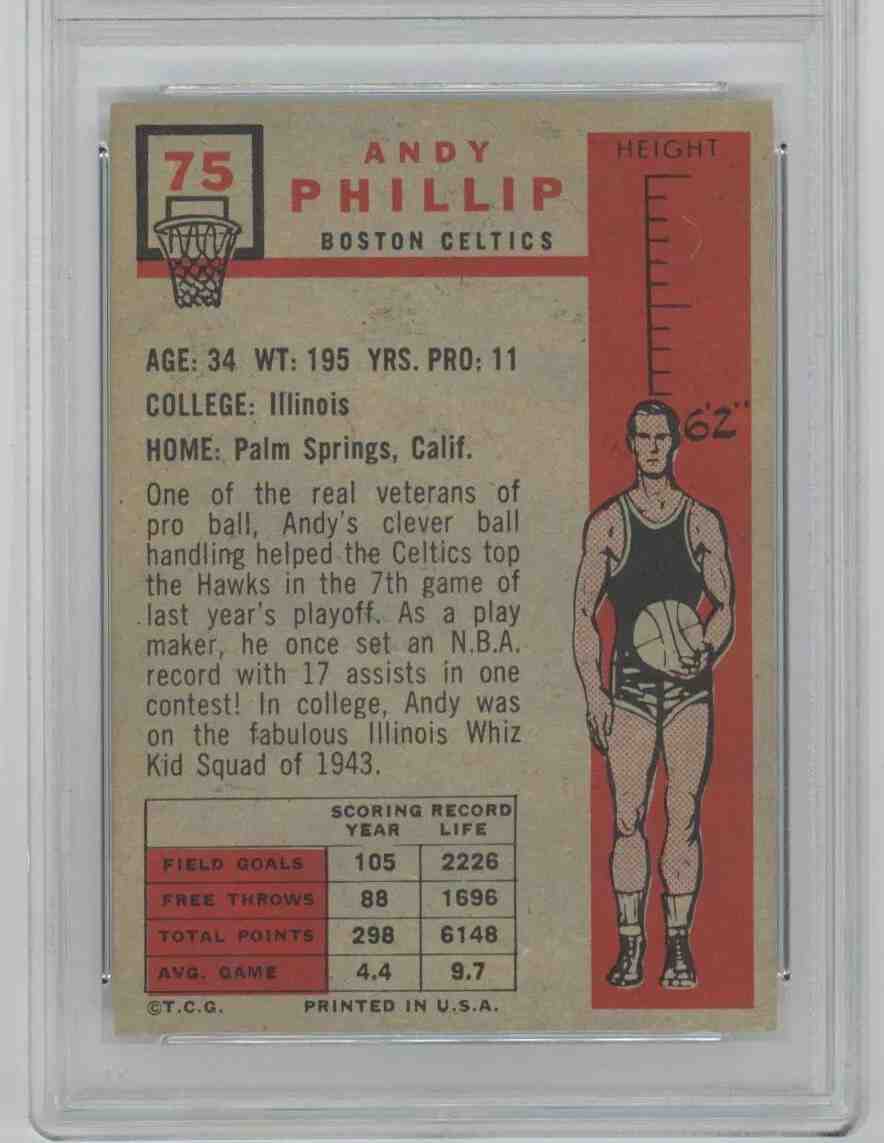 75
ANDY
PHILLIP
BOSTON CELTICS
HEIGHT
6'2"
AGE: 34 WT: 195 YRS. PRO: 11
COLLEGE: Illinois
HOME: Palm Springs, Calif.
One of the real veterans of
pro ball, Andy's clever ball
handling helped the Celtics top
the Hawks in the 7th game of
last year's playoff. As a play
maker, he once set an N.B.A.
record with 17 assists in one
contest! In college, Andy was
on the fabulous Illinois Whiz
Kid Squad of 1943.
SCORING RECORD
YEAR LIFE
FIELD GOALS 105 2226
FREE THROWS 88 1696
TOTAL POINTS 298 6148
AVG. GAME 4.4 9.7
©T.C.G. PRINTED IN U.S.A.